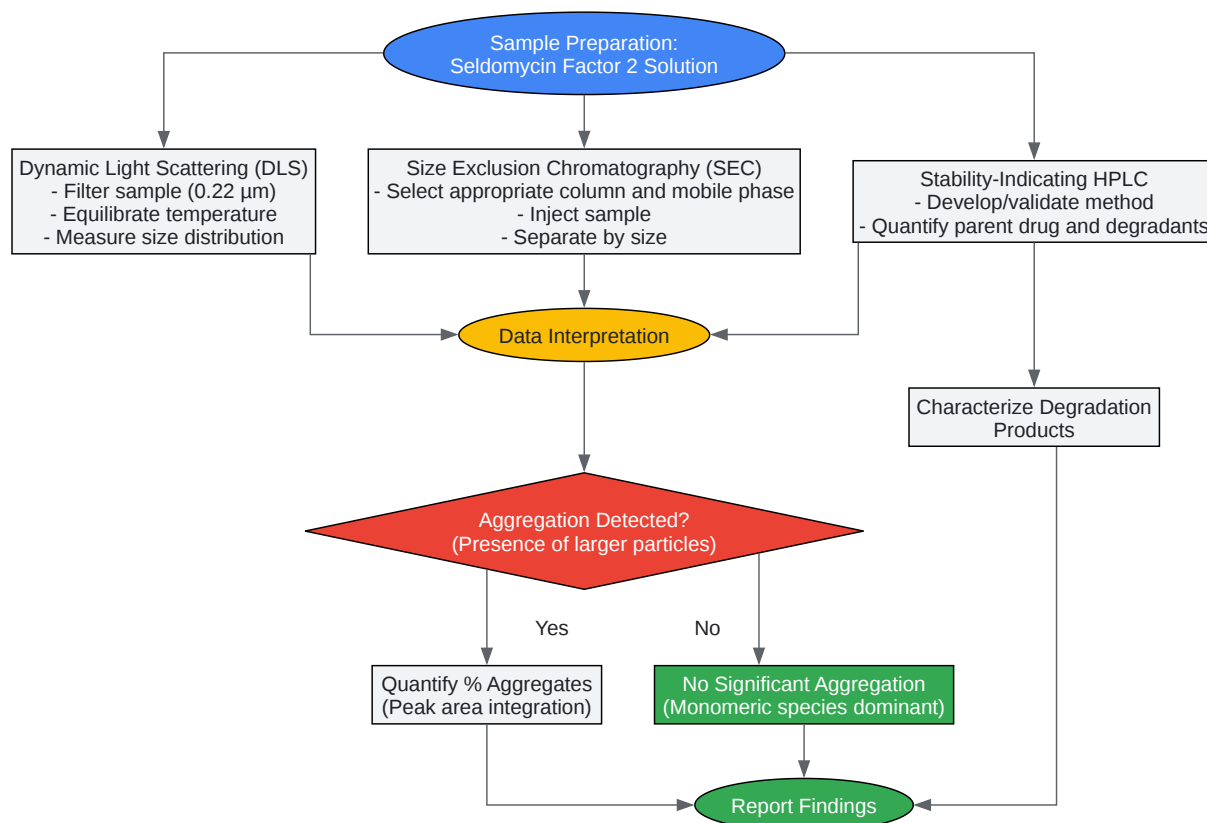 Sample Preparation:
Seldomycin Factor 2 Solution
Dynamic Light Scattering (DLS)
- Filter sample (0.22 µm)
- Equilibrate temperature
- Measure size distribution
Size Exclusion Chromatography (SEC)
- Select appropriate column and mobile phase
- Inject sample
- Separate by size
Stability-Indicating HPLC
- Develop/validate method
- Quantify parent drug and degradants
Data Interpretation
Characterize Degradation
Products
Aggregation Detected?
(Presence of larger particles)
Yes
No
Quantify % Aggregates
(Peak area integration)
No Significant Aggregation
(Monomeric species dominant)
Report Findings